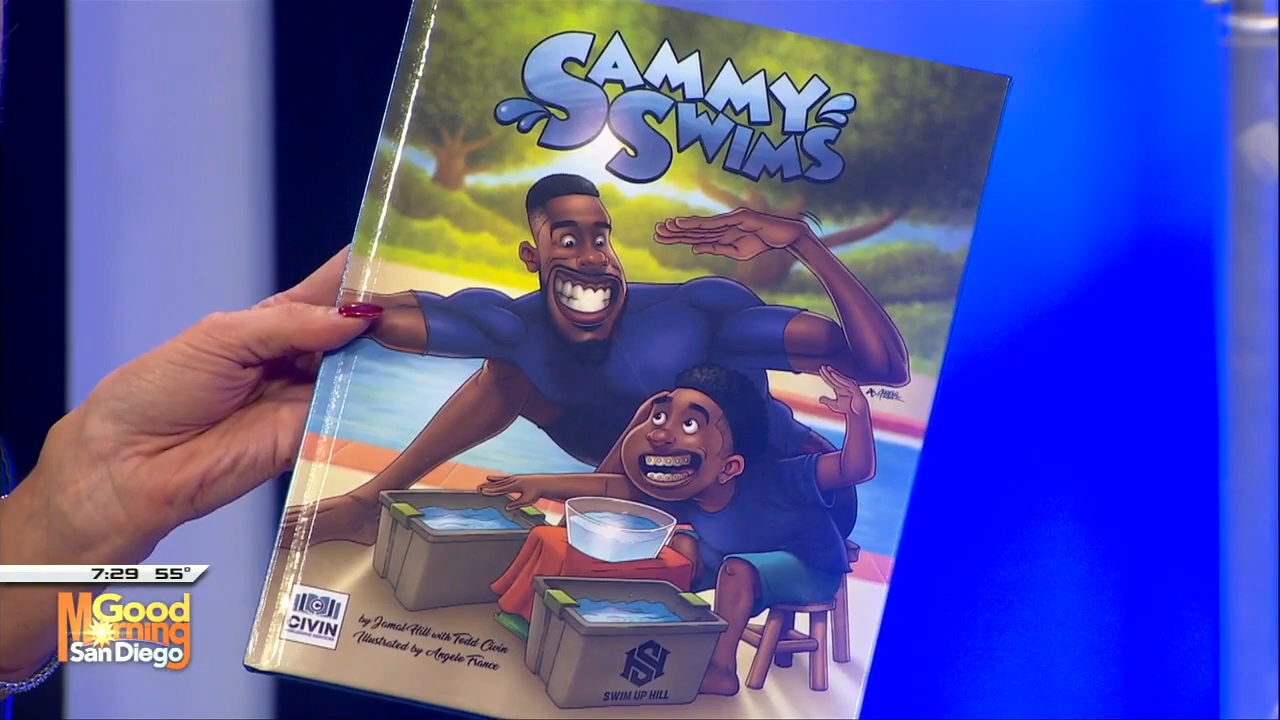 SAMMY
SWIMS
by Jamal Hill with Todd Civin
Illustrated by Angelo France
CIVIN
SWIM UP HILL
7:29 55°
Good
Morning
San Diego